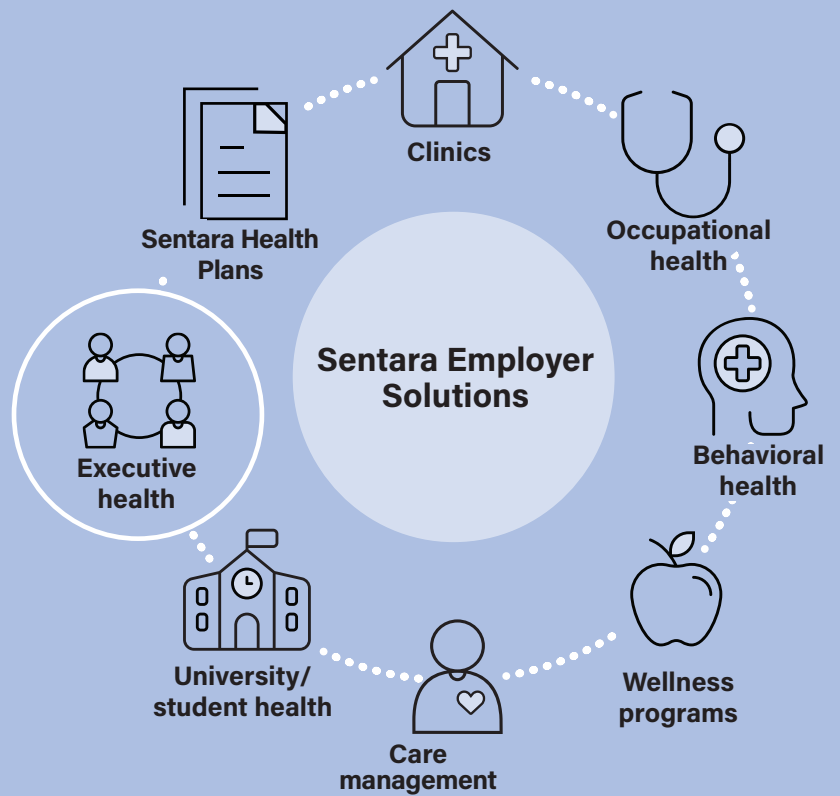 Clinics
Occupational
health
Behavioral
health
Wellness
programs
Care
management
University/
student health
Executive
health
Sentara Health
Plans
Sentara Employer
Solutions